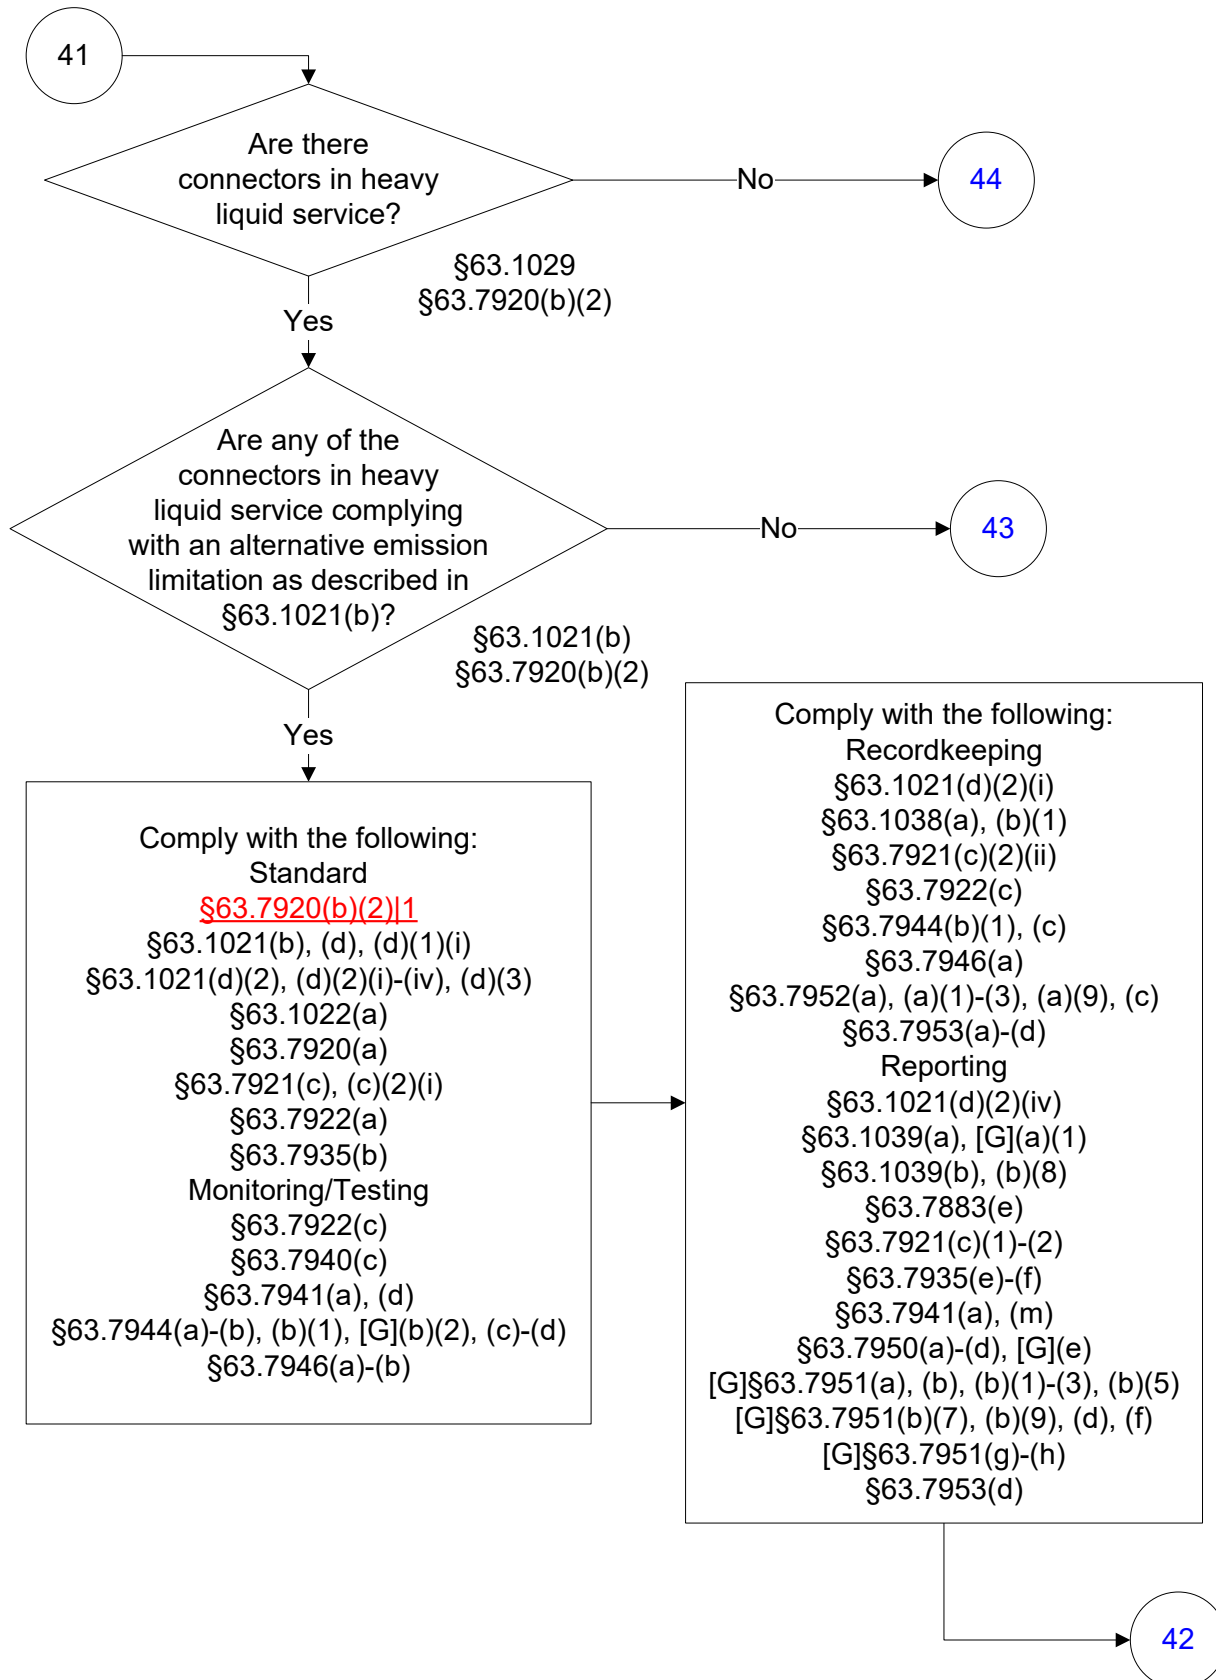 41
Are there
connectors in heavy
liquid service?
No
44
§63.1029
§63.7920(b)(2)
Yes
Are any of the
connectors in heavy
liquid service complying
with an alternative emission
limitation as described in
§63.1021(b)?
No
43
§63.1021(b)
§63.7920(b)(2)
Yes
Comply with the following:
Standard
§63.7920(b)(2)|1
§63.1021(b), (d), (d)(1)(i)
§63.1021(d)(2), (d)(2)(i)-(iv), (d)(3)
§63.1022(a)
§63.7920(a)
§63.7921(c), (c)(2)(i)
§63.7922(a)
§63.7935(b)
Monitoring/Testing
§63.7922(c)
§63.7940(c)
§63.7941(a), (d)
§63.7944(a)-(b), (b)(1), [G](b)(2), (c)-(d)
§63.7946(a)-(b)
Comply with the following:
Recordkeeping
§63.1021(d)(2)(i)
§63.1038(a), (b)(1)
§63.7921(c)(2)(ii)
§63.7922(c)
§63.7944(b)(1), (c)
§63.7946(a)
§63.7952(a), (a)(1)-(3), (a)(9), (c)
§63.7953(a)-(d)
Reporting
§63.1021(d)(2)(iv)
§63.1039(a), [G](a)(1)
§63.1039(b), (b)(8)
§63.7883(e)
§63.7921(c)(1)-(2)
§63.7935(e)-(f)
§63.7941(a), (m)
§63.7950(a)-(d), [G](e)
[G]§63.7951(a), (b), (b)(1)-(3), (b)(5)
[G]§63.7951(b)(7), (b)(9), (d), (f)
[G]§63.7951(g)-(h)
§63.7953(d)
42